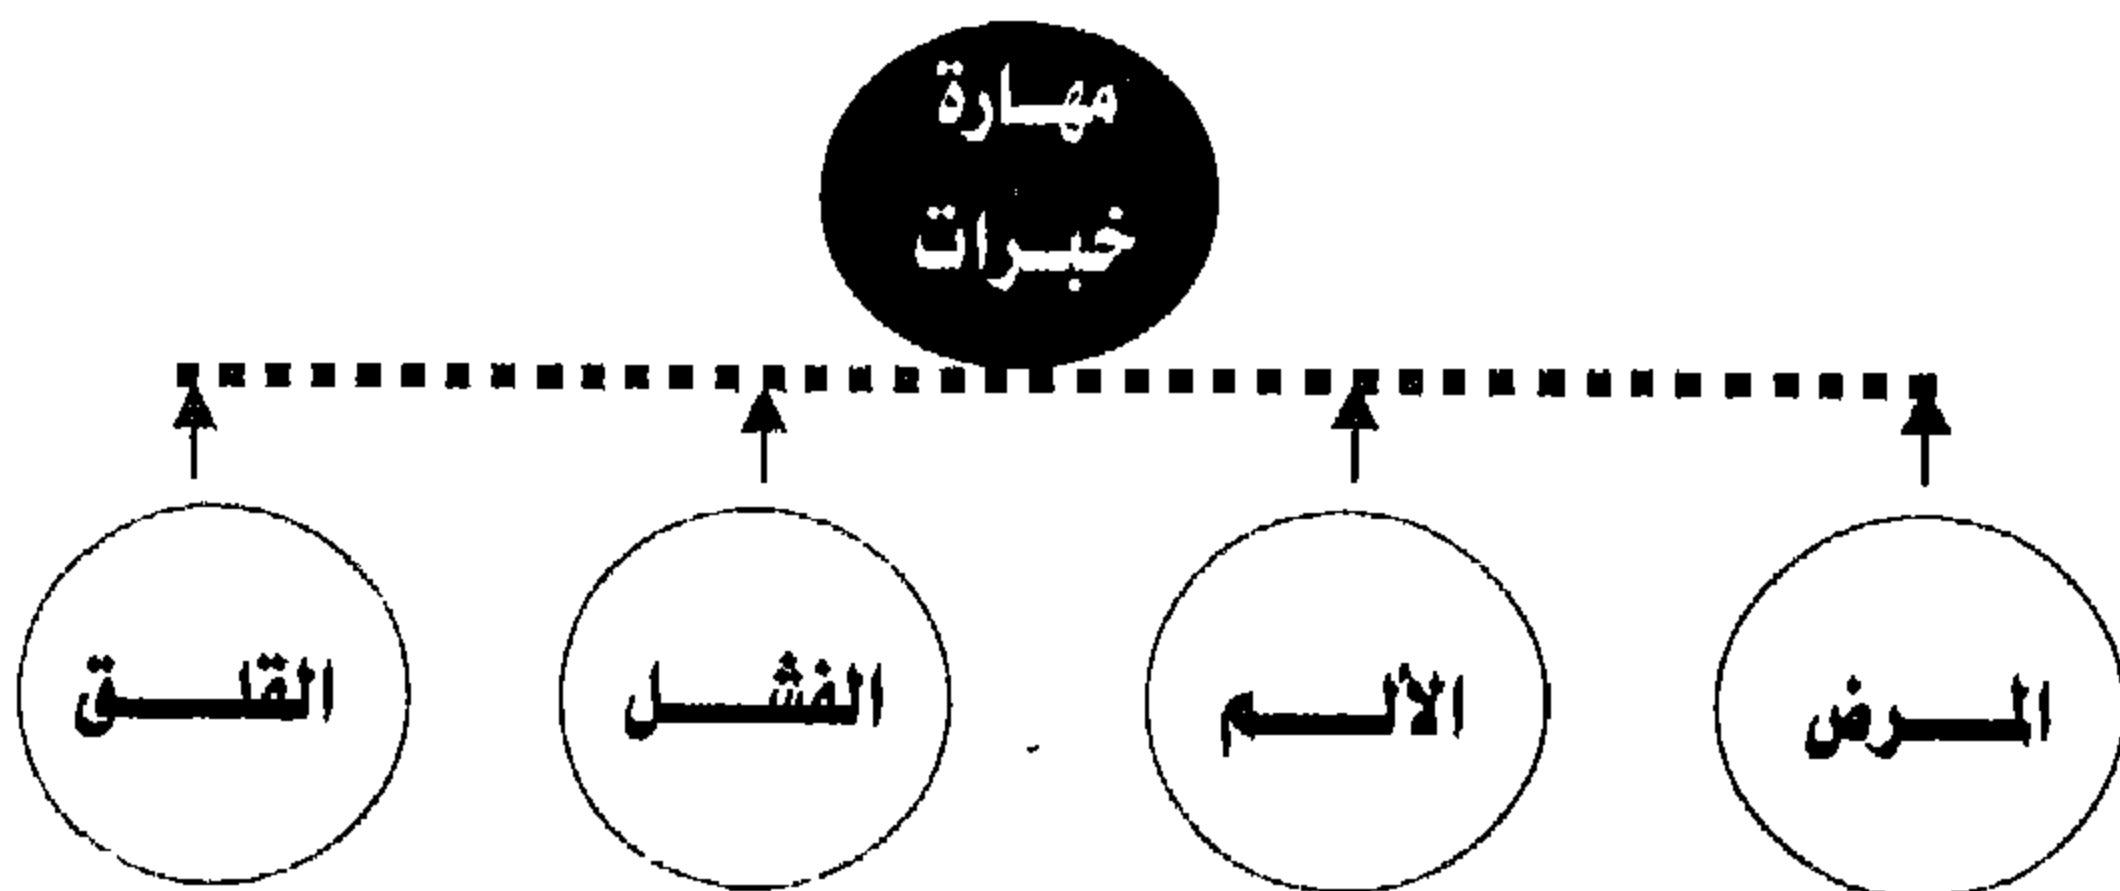 مهارة
خبرات
المرض
الألم
الفشل
القلق